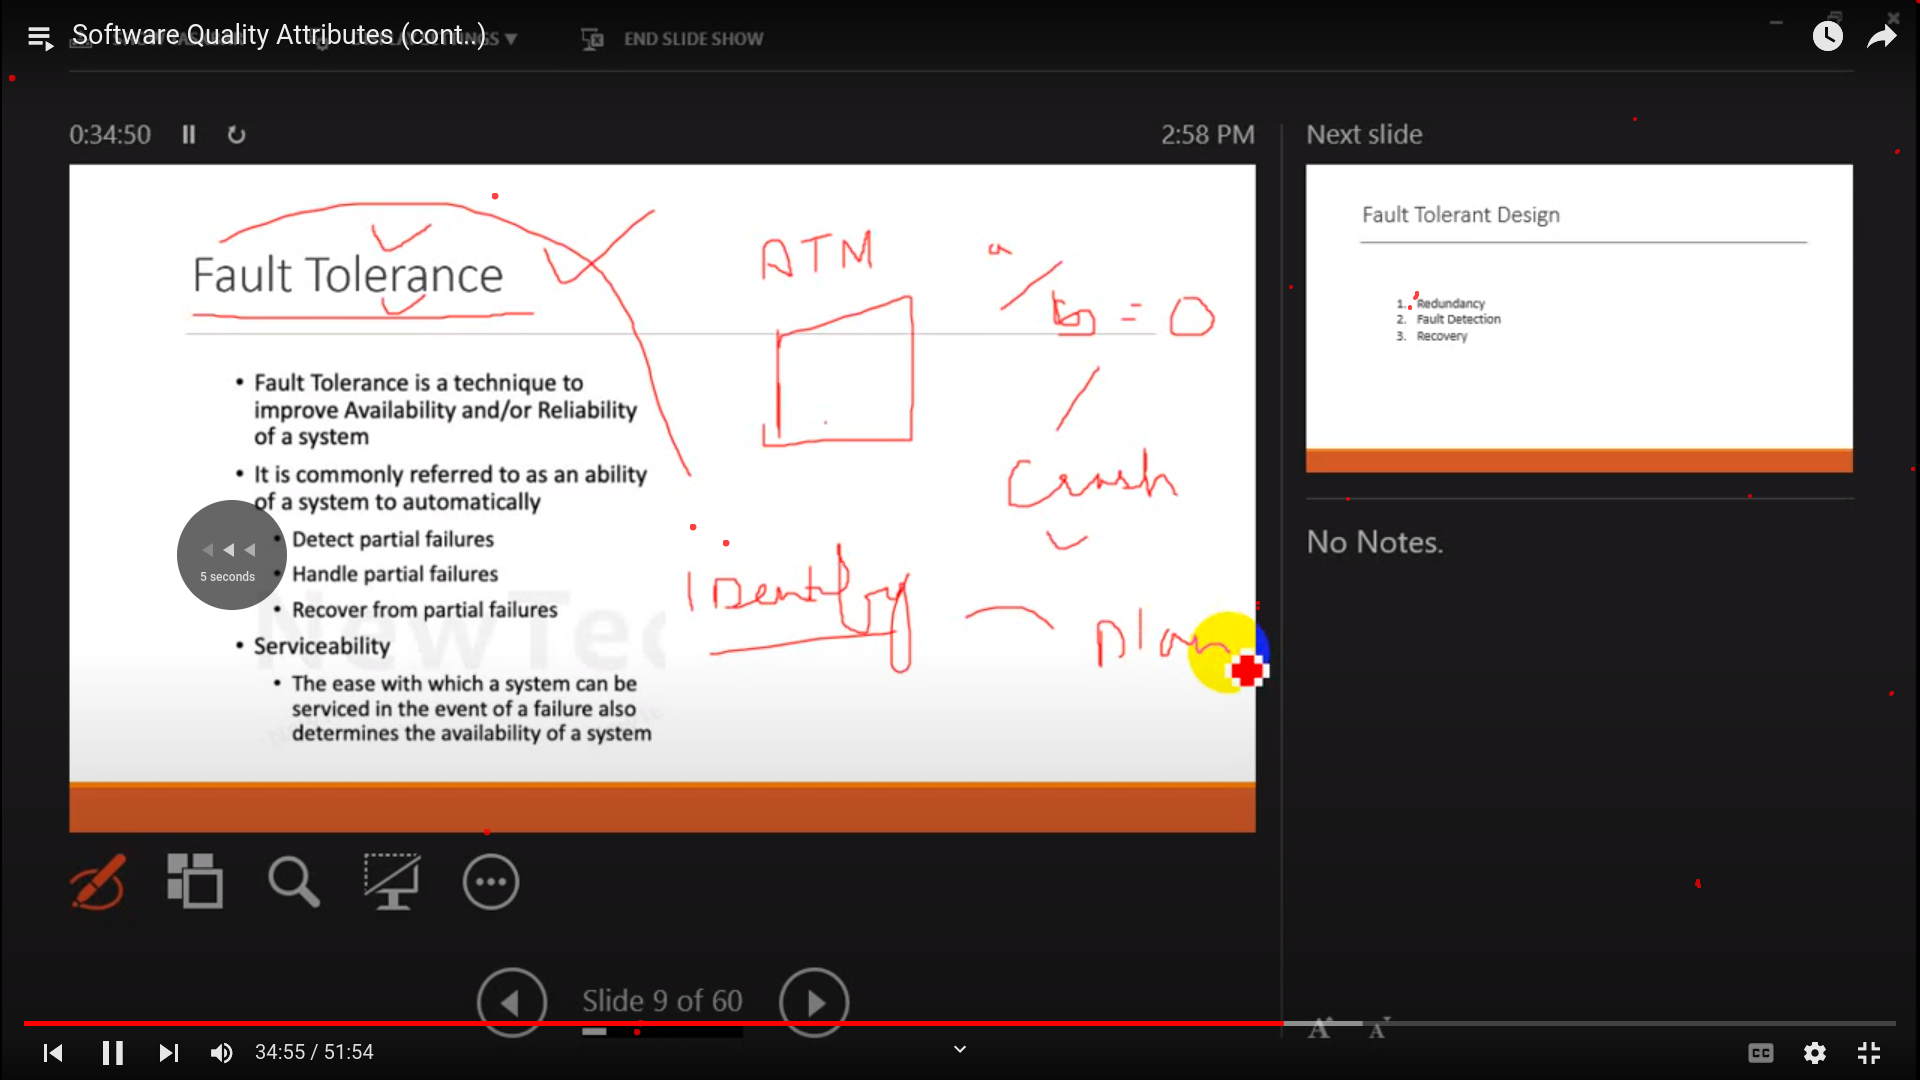 Software Quality Attributes (cont..)
END SLIDE SHOW
0:34:50
2:58 PM
Next slide
Fault Tolerance
• Fault Tolerance is a technique to
improve Availability and/or Reliability
of a system
• It is commonly referred to as an ability
of a system to automatically
• Detect partial failures
• Handle partial failures
• Recover from partial failures
• Serviceability
• The ease with which a system can be
serviced in the event of a failure also
determines the availability of a system
ATM
a/b = 0
Crash
IDentify
plan
5 seconds
NewTec
Fault Tolerant Design
1. Redundancy
2. Fault Detection
3. Recovery
No Notes.
Slide 9 of 60
A A
34:55 / 51:54
CC